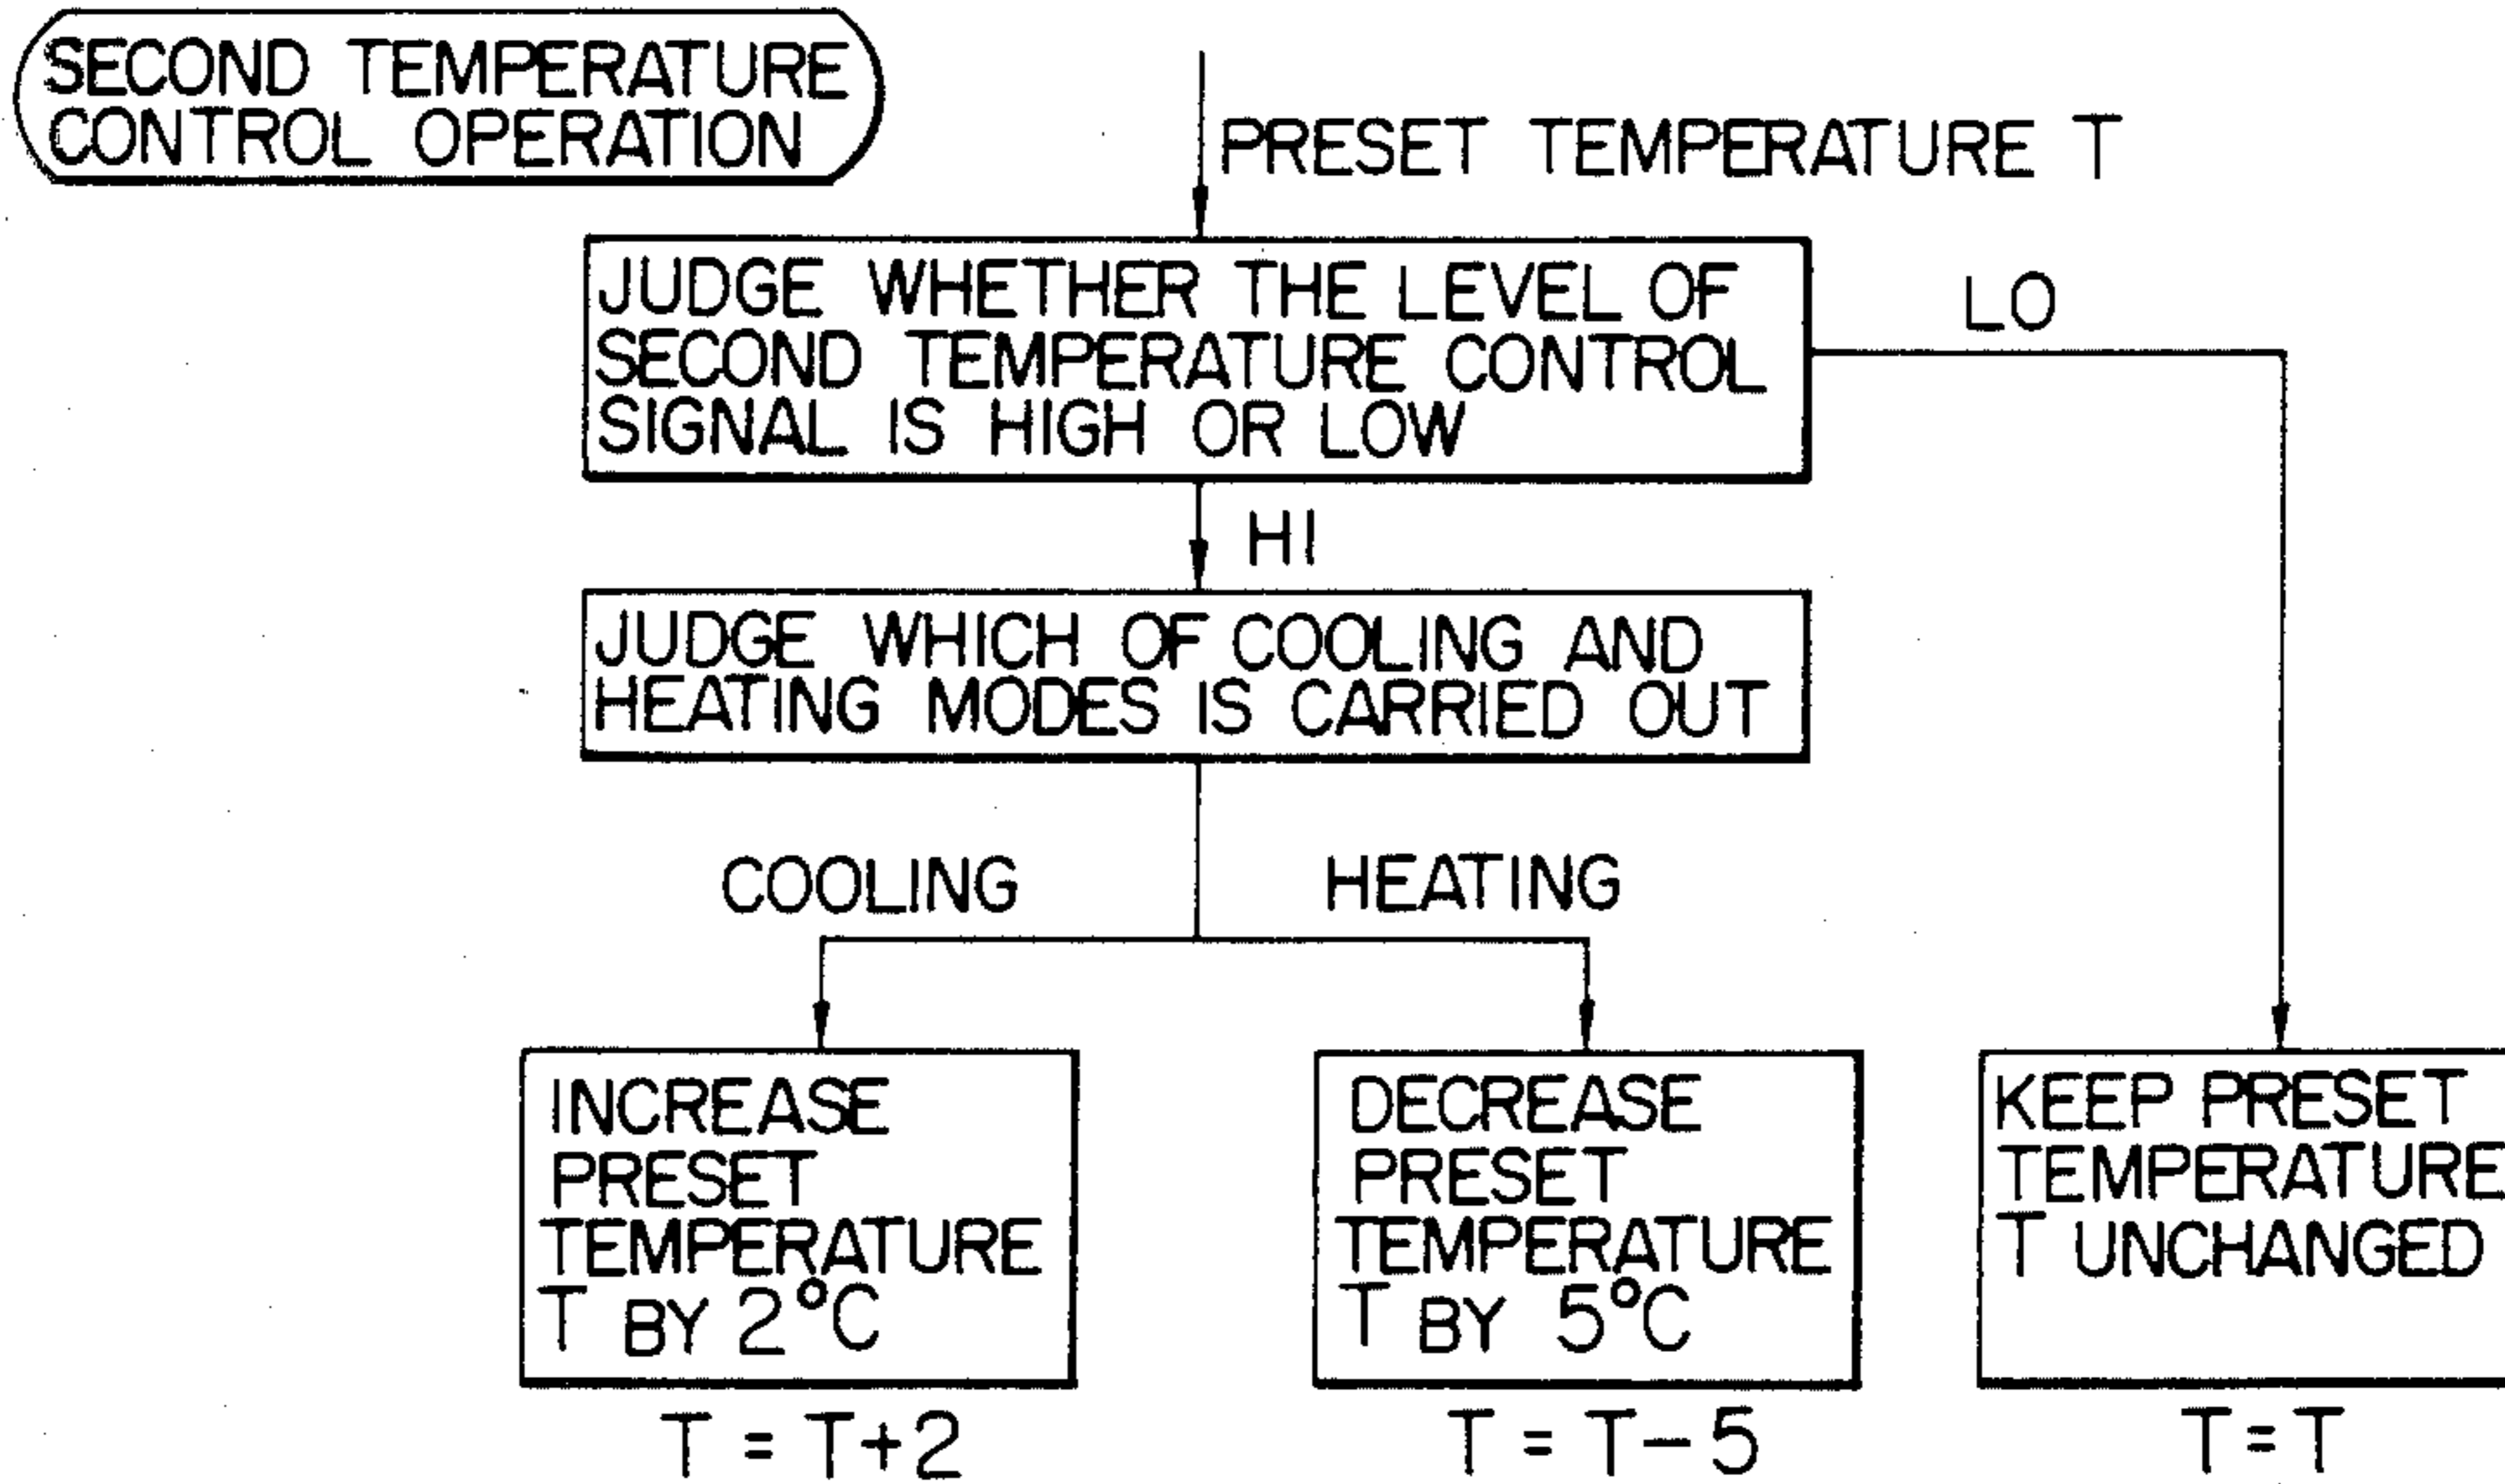 SECOND TEMPERATURE
CONTROL OPERATION
PRESET TEMPERATURE T
JUDGE WHETHER THE LEVEL OF
SECOND TEMPERATURE CONTROL
SIGNAL IS HIGH OR LOW
LO
HI
JUDGE WHICH OF COOLING AND
HEATING MODES IS CARRIED OUT
COOLING
HEATING
INCREASE
PRESET
TEMPERATURE
T BY 2°C
T = T+2
DECREASE
PRESET
TEMPERATURE
T BY 5°C
T = T-5
KEEP PRESET
TEMPERATURE
T UNCHANGED
T=T